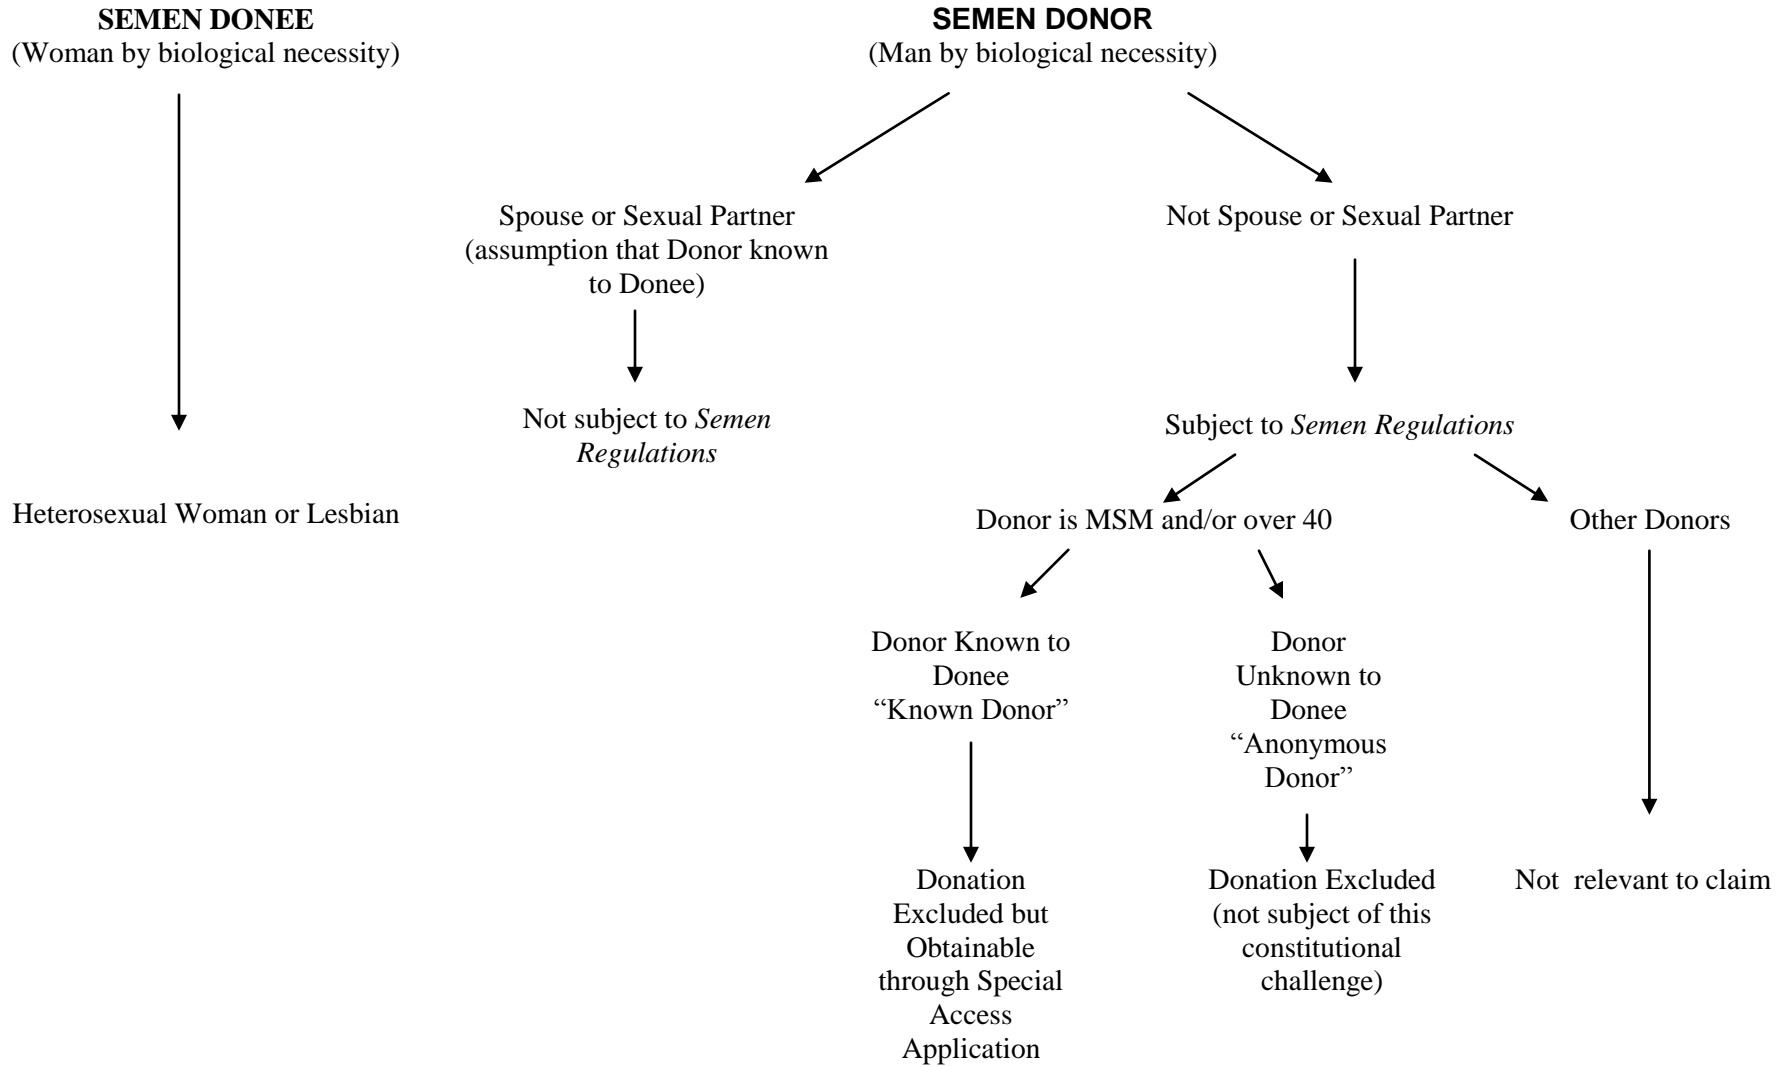 SEMEN DONEE
(Woman by biological necessity)
SEMEN DONOR
(Man by biological necessity)
Spouse or Sexual Partner
(assumption that Donor known
to Donee)
Not Spouse or Sexual Partner
Not subject to Semen
Regulations
Subject to Semen Regulations
Heterosexual Woman or Lesbian
Donor is MSM and/or over 40
Other Donors
Donor Known to
Donee
“Known Donor”
Donor
Unknown to
Donee
“Anonymous
Donor”
Donation
Excluded but
Obtainable
through Special
Access
Application
Donation Excluded
(not subject of this
constitutional
challenge)
Not relevant to claim